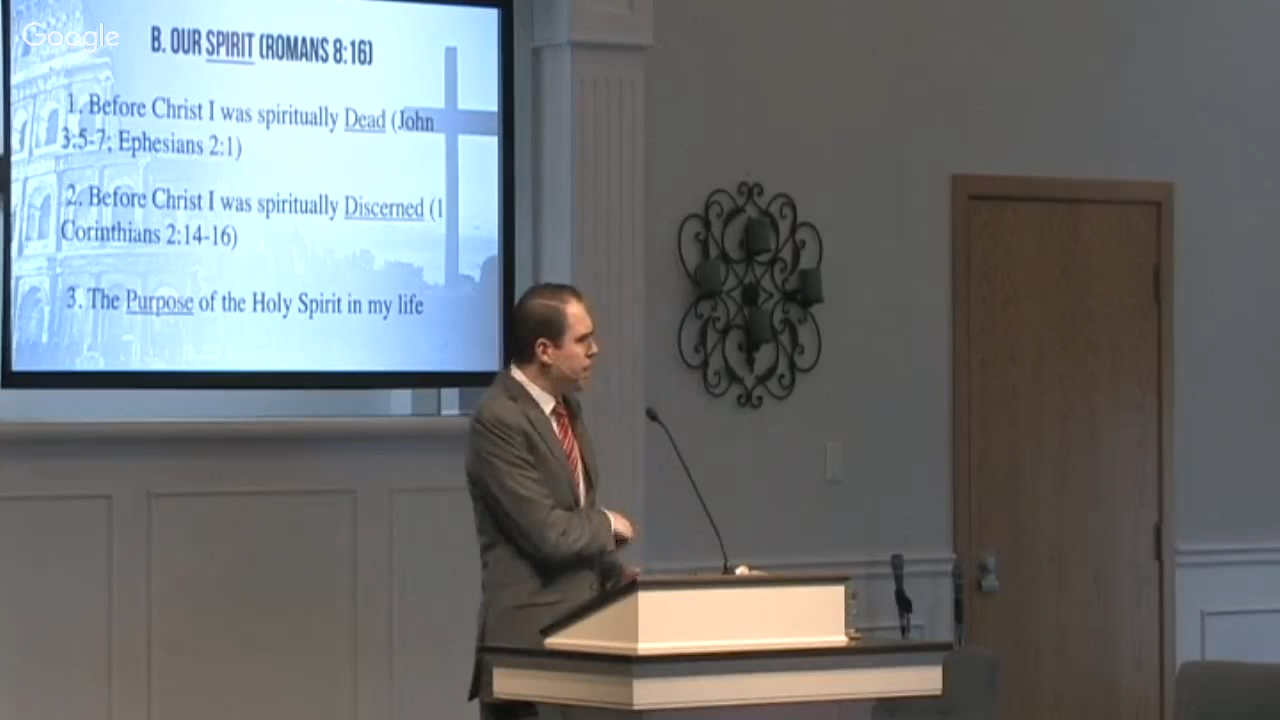 Google
B. OUR SPIRIT (ROMANS 8:16)
1. Before Christ I was spiritually Dead (John
3:5-7; Ephesians 2:1)
2. Before Christ I was spiritually Discerned (1
Corinthians 2:14-16)
3. The Purpose of the Holy Spirit in my life